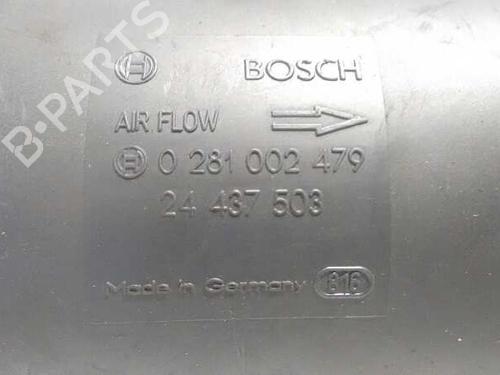 B-PARTS
BOSCH
AIR FLOW
0 281 002 479
24 437 503
Made in Germany 816